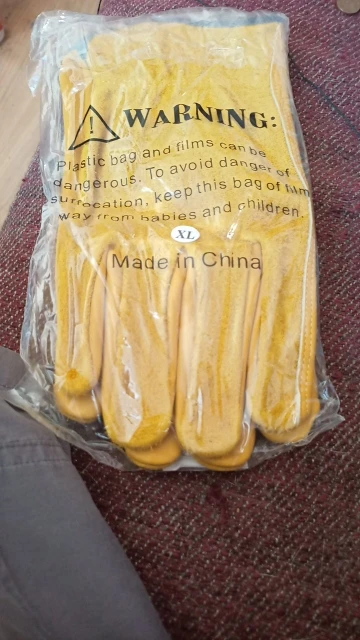 WARNING:
Plastic bag and films can be
dangerous. To avoid danger of
surrocation, keep this bag of film
way from babies and children.
XL
Made in China